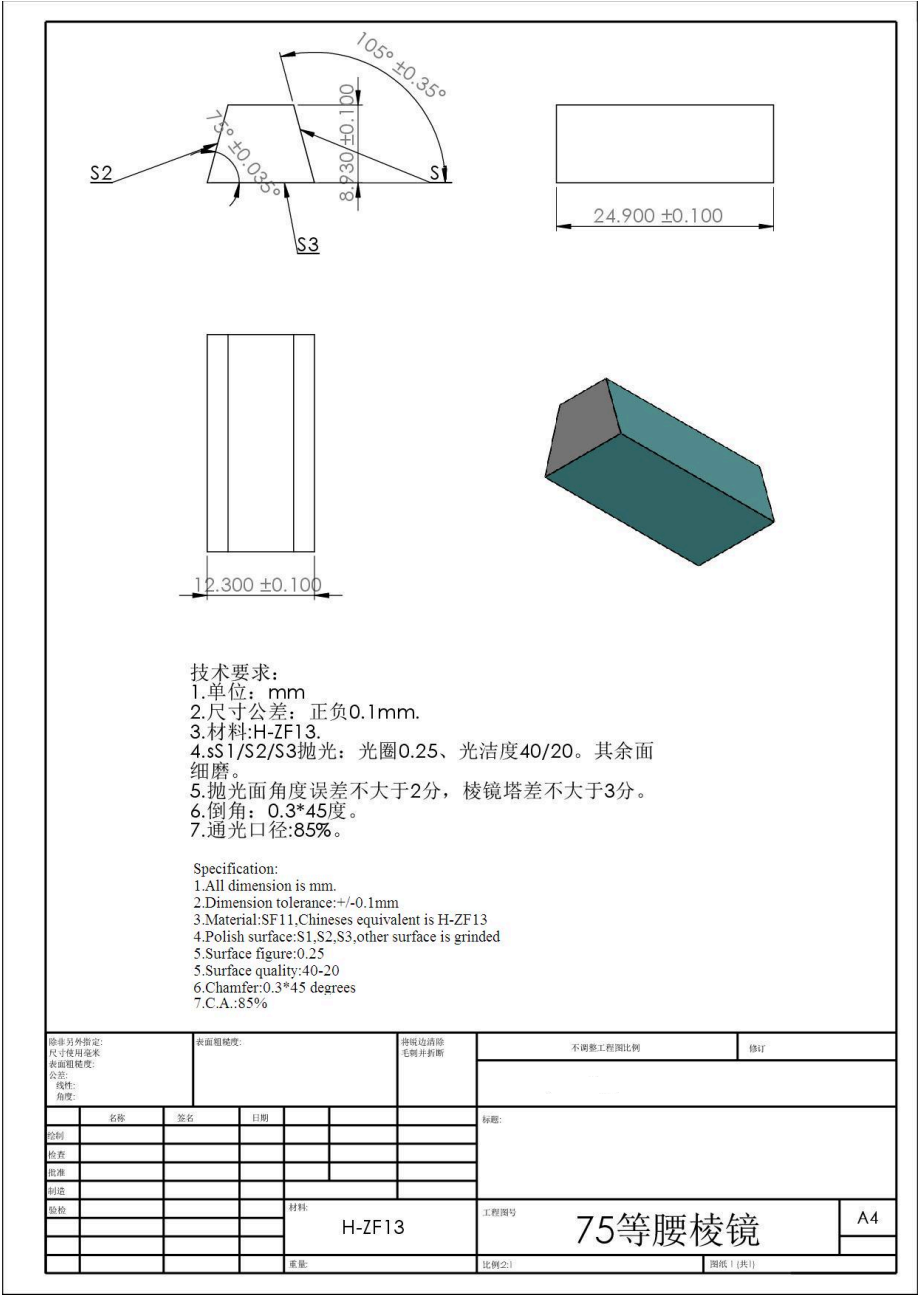 105° ±0.35°
75° ±0.035°
8.930 ±0.100
S2
S
S3
24.900 ±0.100
12.300 ±0.100
技术要求:
1.单位：mm
2.尺寸公差：正负0.1mm.
3.材料:H-ZF13.
4.sS1/S2/S3抛光：光圈0.25、光洁度40/20。其余面
细磨。
5.抛光面角度误差不大于2分，棱镜塔差不大于3分。
6.倒角：0.3*45度。
7.通光口径:85%。
Specification:
1.All dimension is mm.
2.Dimension tolerance:+/-0.1mm
3.Material:SF11,Chineses equivalent is H-ZF13
4.Polish surface:S1,S2,S3,other surface is grinded
5.Surface figure:0.25
5.Surface quality:40-20
6.Chamfer:0.3*45 degrees
7.C.A.:85%
除非另外指定:
尺寸使用毫米
表面粗糙度:
公差:
线性:
角度:
表面粗糙度:
将锐边清除
毛刺并折断
不调整工程图比例
修订
名称
签名
日期
标题:
绘制
检查
批准
制造
验检
材料:
H-ZF13
工程图号
75等腰棱镜
A4
重量:
比例:2:1
图纸 1 (共1)